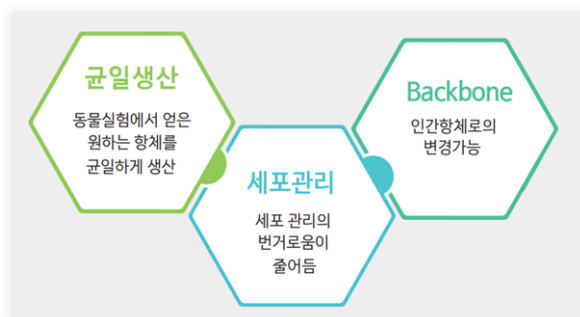 균일생산
동물실험에서 얻은
원하는 항체를
균일하게 생산
세포관리
세포 관리의
번거로움이
줄어듬
Backbone
인간항체로의
변경가능